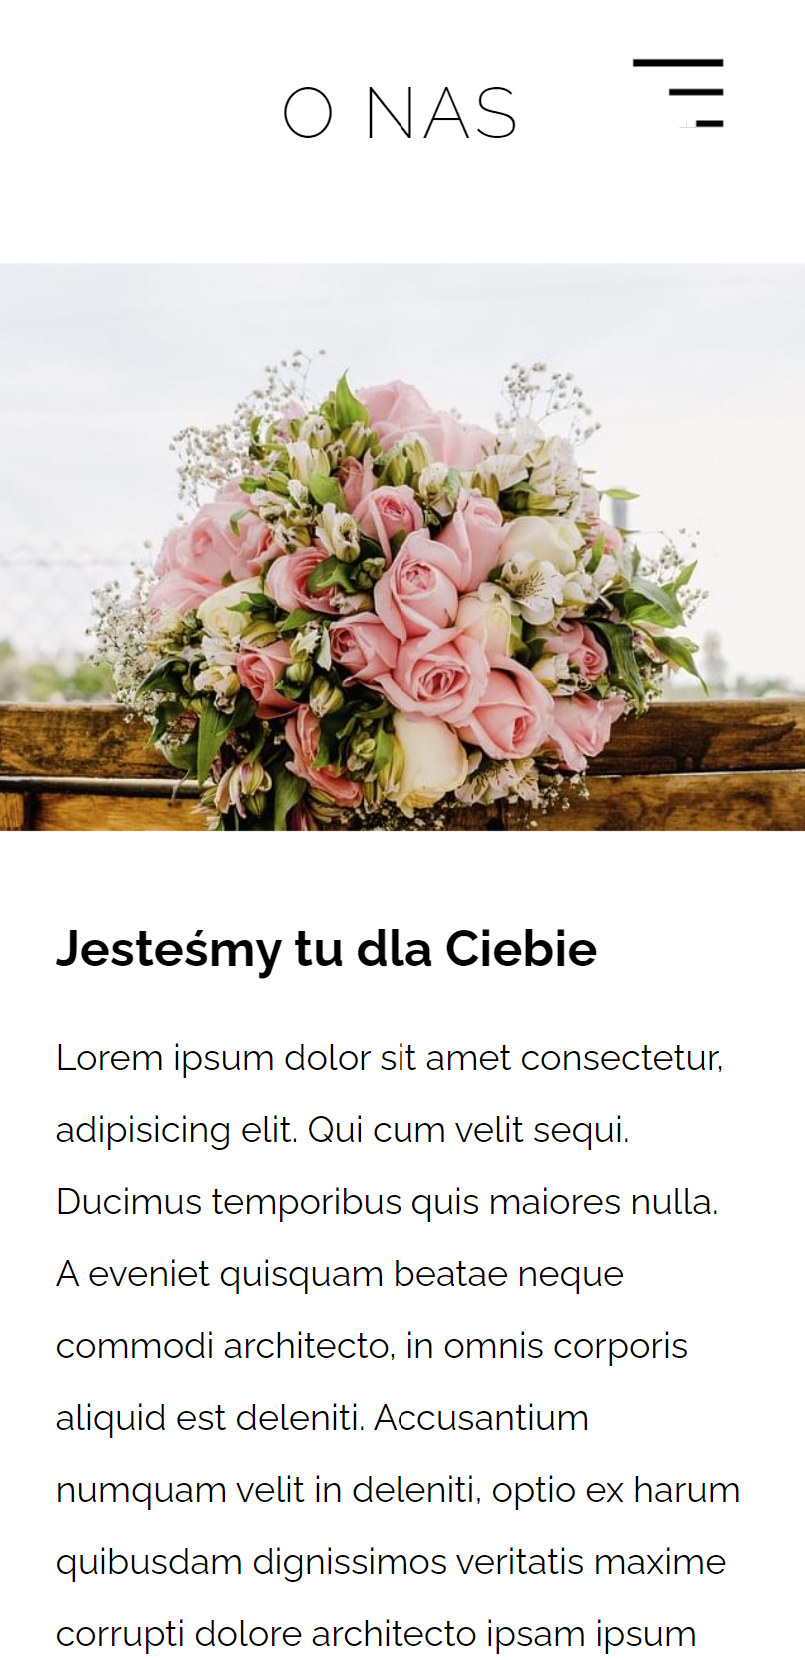 O NAS
Jesteśmy tu dla Ciebie
Lorem ipsum dolor sit amet consectetur,
adipisicing elit. Qui cum velit sequi.
Ducimus temporibus quis maiores nulla.
A eveniet quisquam beatae neque
commodi architecto, in omnis corporis
aliquid est deleniti. Accusantium
numquam velit in deleniti, optio ex harum
quibusdam dignissimos veritatis maxime
corrupti dolore architecto ipsam ipsum